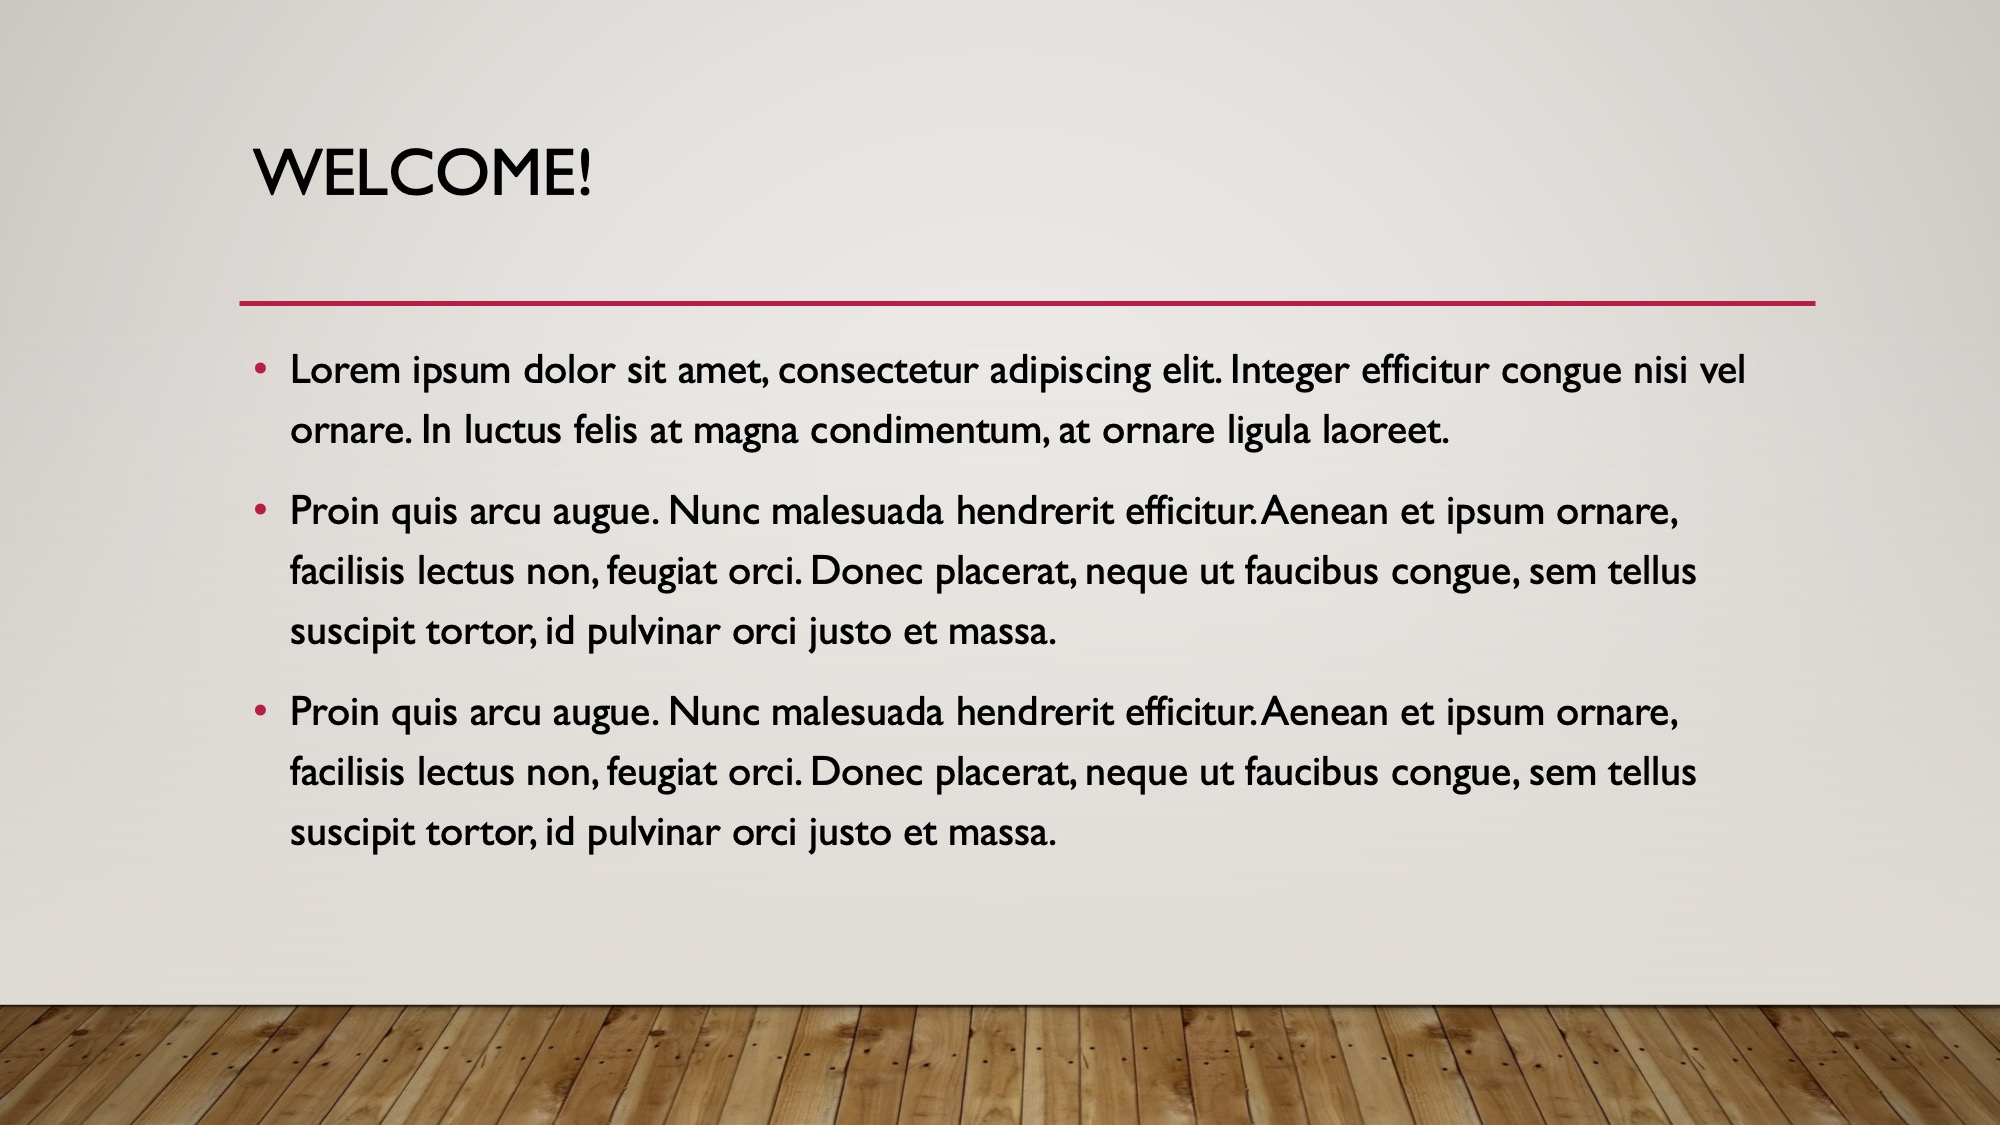 WELCOME!
• Lorem ipsum dolor sit amet, consectetur adipiscing elit. Integer efficitur congue nisi vel
ornare. In luctus felis at magna condimentum, at ornare ligula laoreet.
• Proin quis arcu augue. Nunc malesuada hendrerit efficitur. Aenean et ipsum ornare,
facilisis lectus non, feugiat orci. Donec placerat, neque ut faucibus congue, sem tellus
suscipit tortor, id pulvinar orci justo et massa.
• Proin quis arcu augue. Nunc malesuada hendrerit efficitur. Aenean et ipsum ornare,
facilisis lectus non, feugiat orci. Donec placerat, neque ut faucibus congue, sem tellus
suscipit tortor, id pulvinar orci justo et massa.